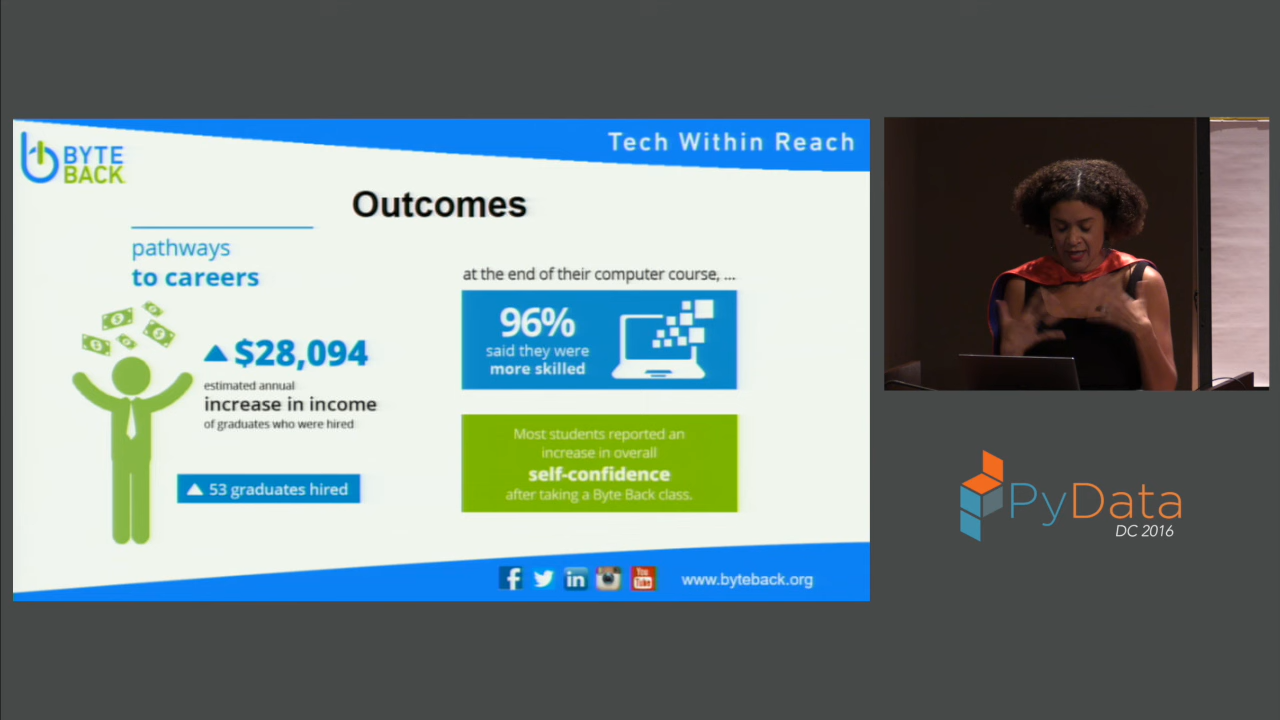 BYTE
BACK
Tech Within Reach
Outcomes
pathways
to careers
$28,094
estimated annual
increase in income
of graduates who were hired
53 graduates hired
at the end of their computer course, ...
96%
said they were
more skilled
Most students reported an
increase in overall
self-confidence
after taking a Byte Back class.
You
Tube
www.byteback.org
PyData
DC 2016